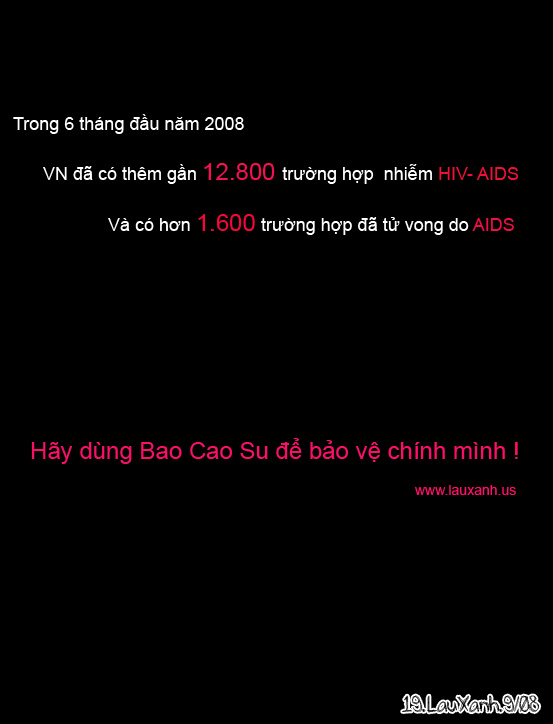 Trong 6 tháng đầu năm 2008
VN đã có thêm gần 12.800 trường hợp nhiễm HIV- AIDS
Và có hơn 1.600 trường hợp đã tử vong do AIDS
Hãy dùng Bao Cao Su để bảo vệ chính mình !
www.lauxanh.us
19.LauXanh.9/08